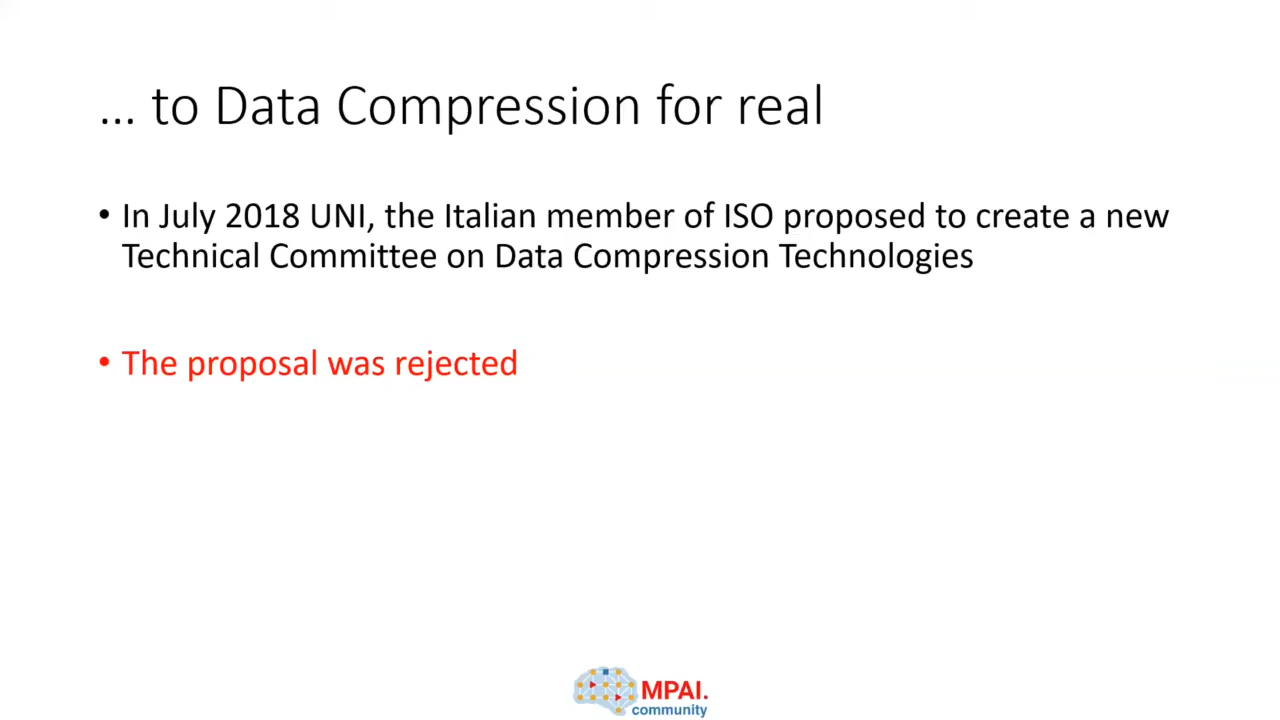 ... to Data Compression for real
• In July 2018 UNI, the Italian member of ISO proposed to create a new
Technical Committee on Data Compression Technologies
• The proposal was rejected
MPAI.
community